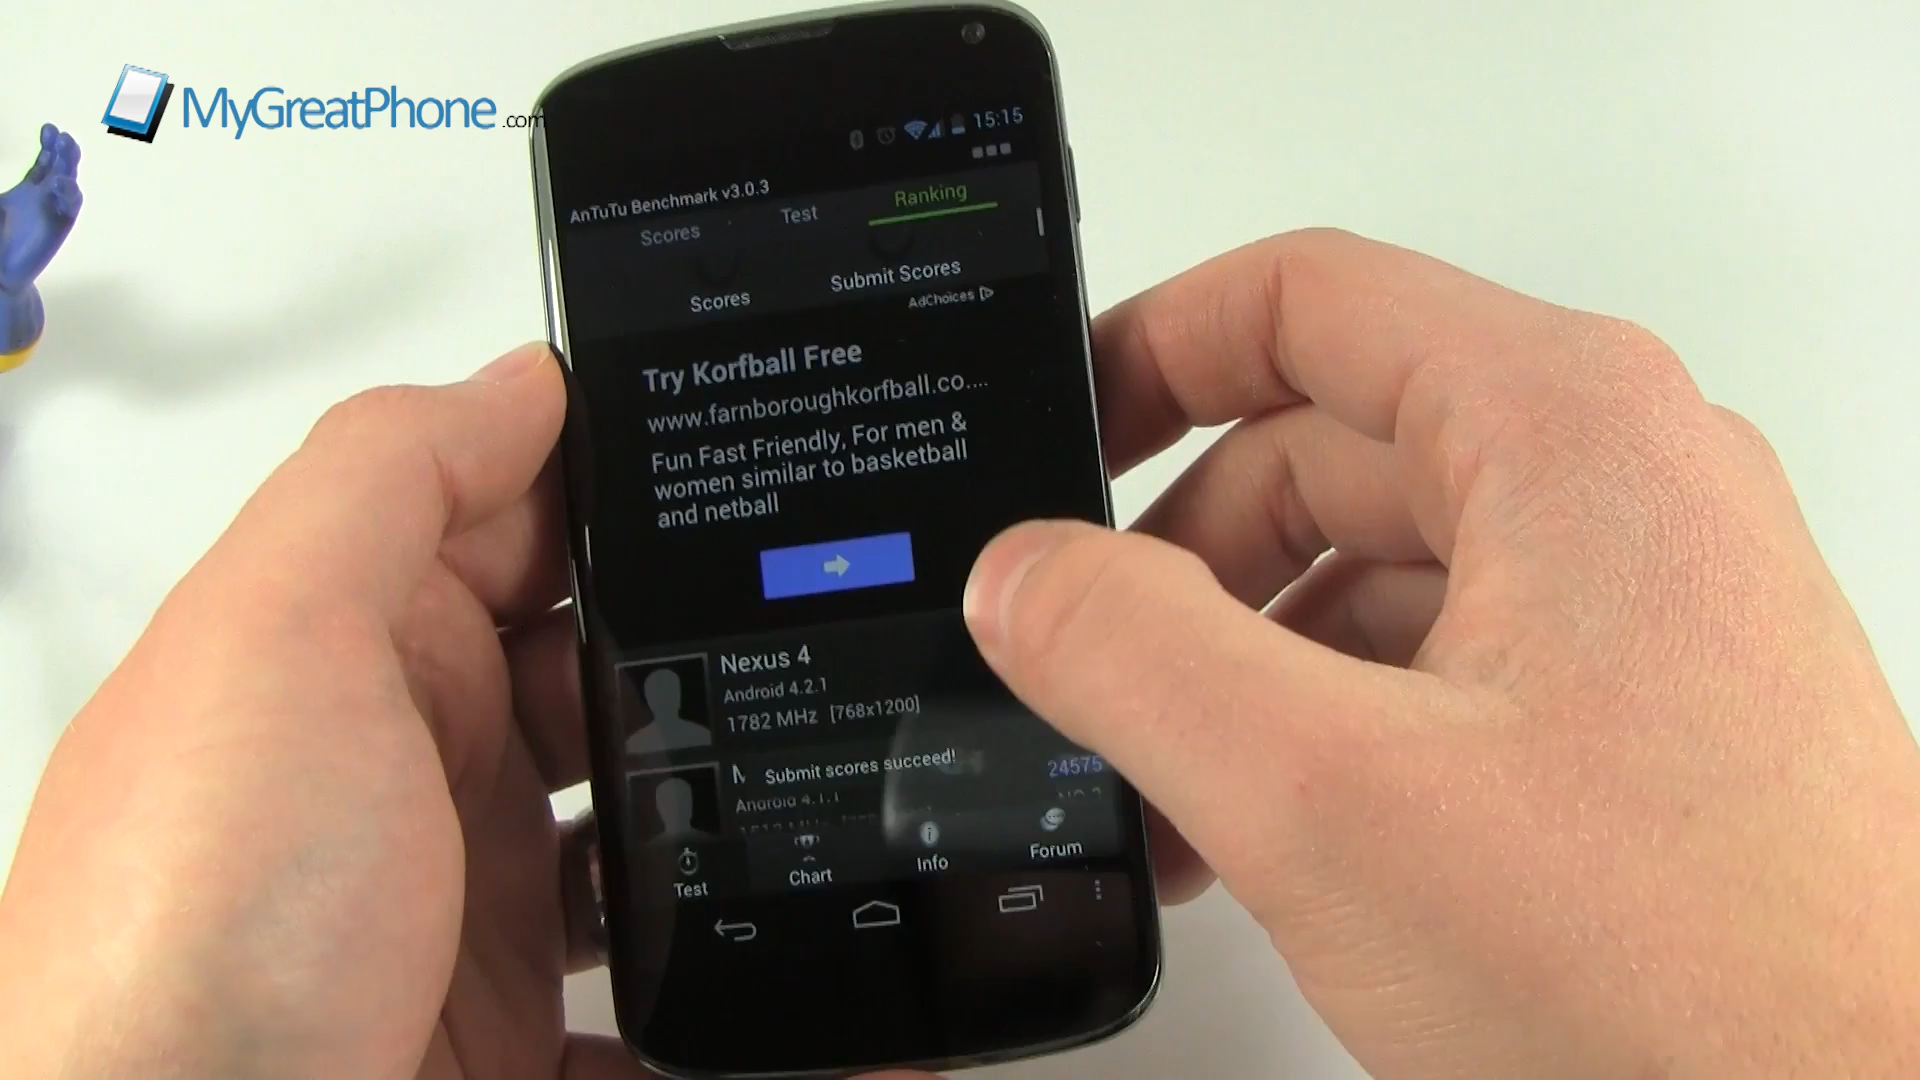 MyGreatPhone.com
15:15
AnTuTu Benchmark v3.0.3
Scores Test Ranking
Scores Submit Scores
AdChoices
Try Korfball Free
www.farnboroughkorfball.co....
Fun Fast Friendly, For men &
women similar to basketball
and netball
Nexus 4
Android 4.2.1
1782 MHz [768x1200]
Submit scores succeed!
24575
Android 4.1.1
Test Chart Info Forum